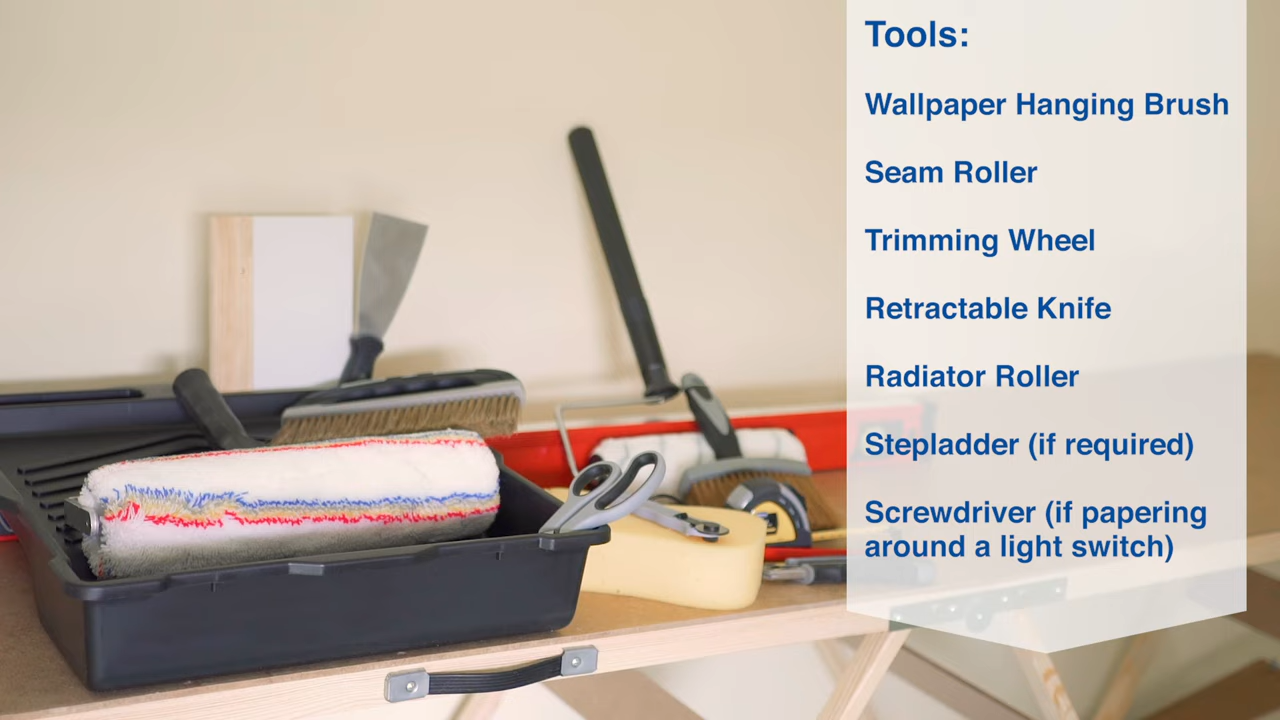 Tools:
Wallpaper Hanging Brush
Seam Roller
Trimming Wheel
Retractable Knife
Radiator Roller
Stepladder (if required)
Screwdriver (if papering
around a light switch)